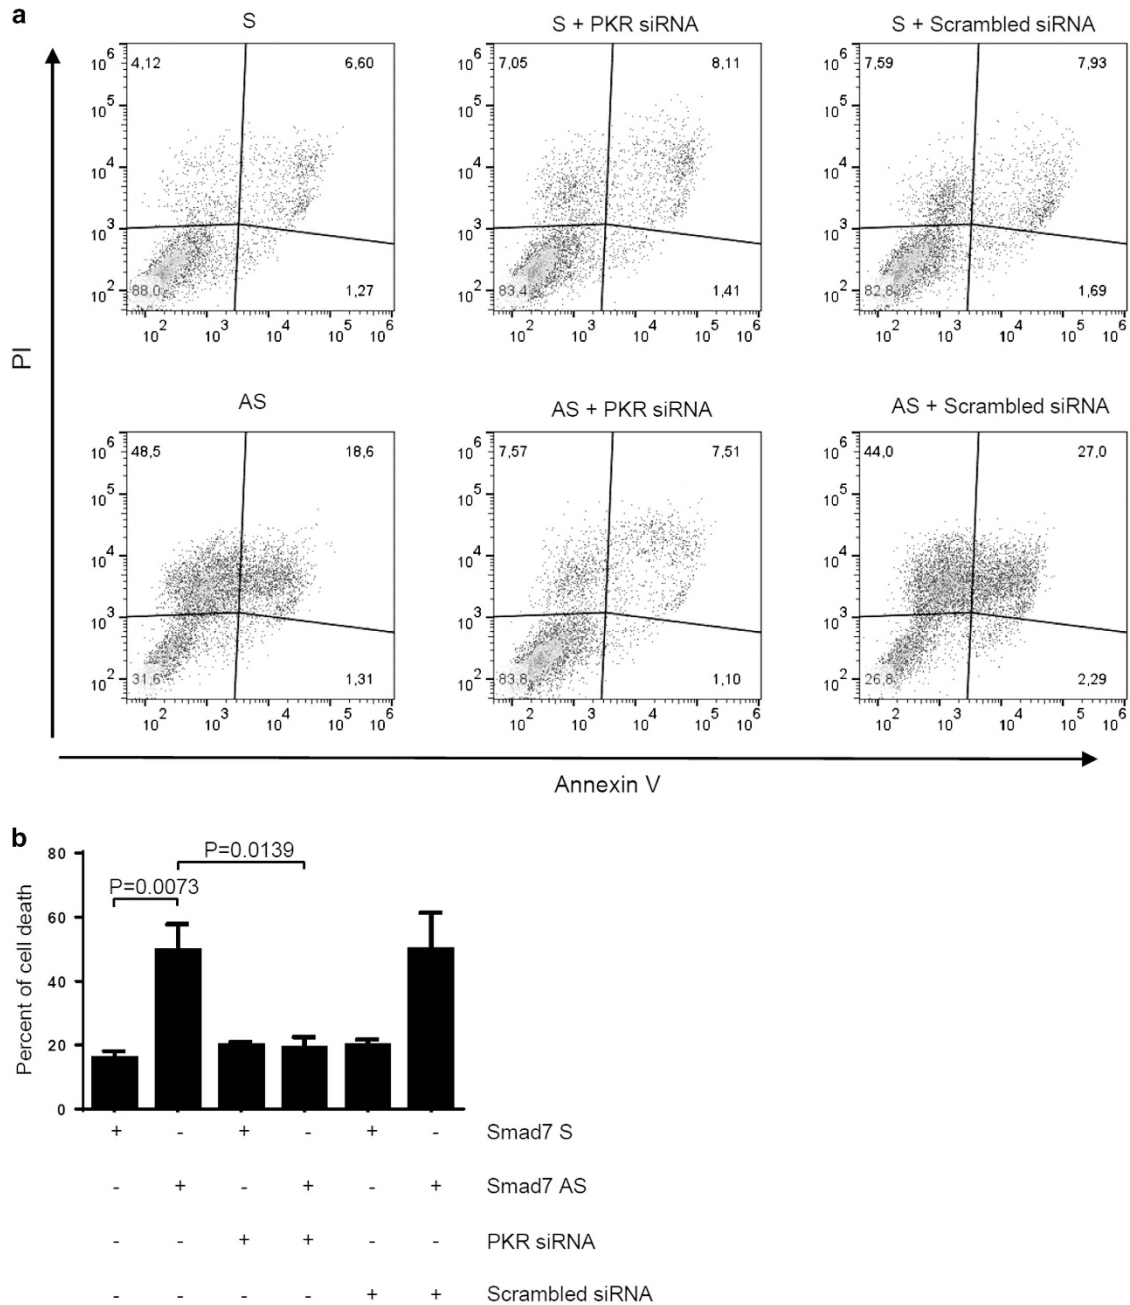 a
S
S + PKR siRNA
S + Scrambled siRNA
10^6 4,12 6,60
10^5
10^4
10^3
10^2 88,0 1,27
10^2 10^3 10^4 10^5 10^6
10^6 7,05 8,11
10^5
10^4
10^3
10^2 83,4 1,41
10^2 10^3 10^4 10^5 10^6
10^6 7,59 7,93
10^5
10^4
10^3
10^2 82,8 1,69
10^2 10^3 10^4 10^5 10^6
PI
AS
AS + PKR siRNA
AS + Scrambled siRNA
10^6 48,5 18,6
10^5
10^4
10^3
10^2 31,6 1,31
10^2 10^3 10^4 10^5 10^6
10^6 7,57 7,51
10^5
10^4
10^3
10^2 83,8 1,10
10^2 10^3 10^4 10^5 10^6
10^6 44,0 27,0
10^5
10^4
10^3
10^2 26,8 2,29
10^2 10^3 10^4 10^5 10^6
Annexin V
b
Percent of cell death
80
60
40
20
0
P=0.0139
P=0.0073
+ - + - + - Smad7 S
- + - + - + Smad7 AS
- - + + - - PKR siRNA
- - - - + + Scrambled siRNA